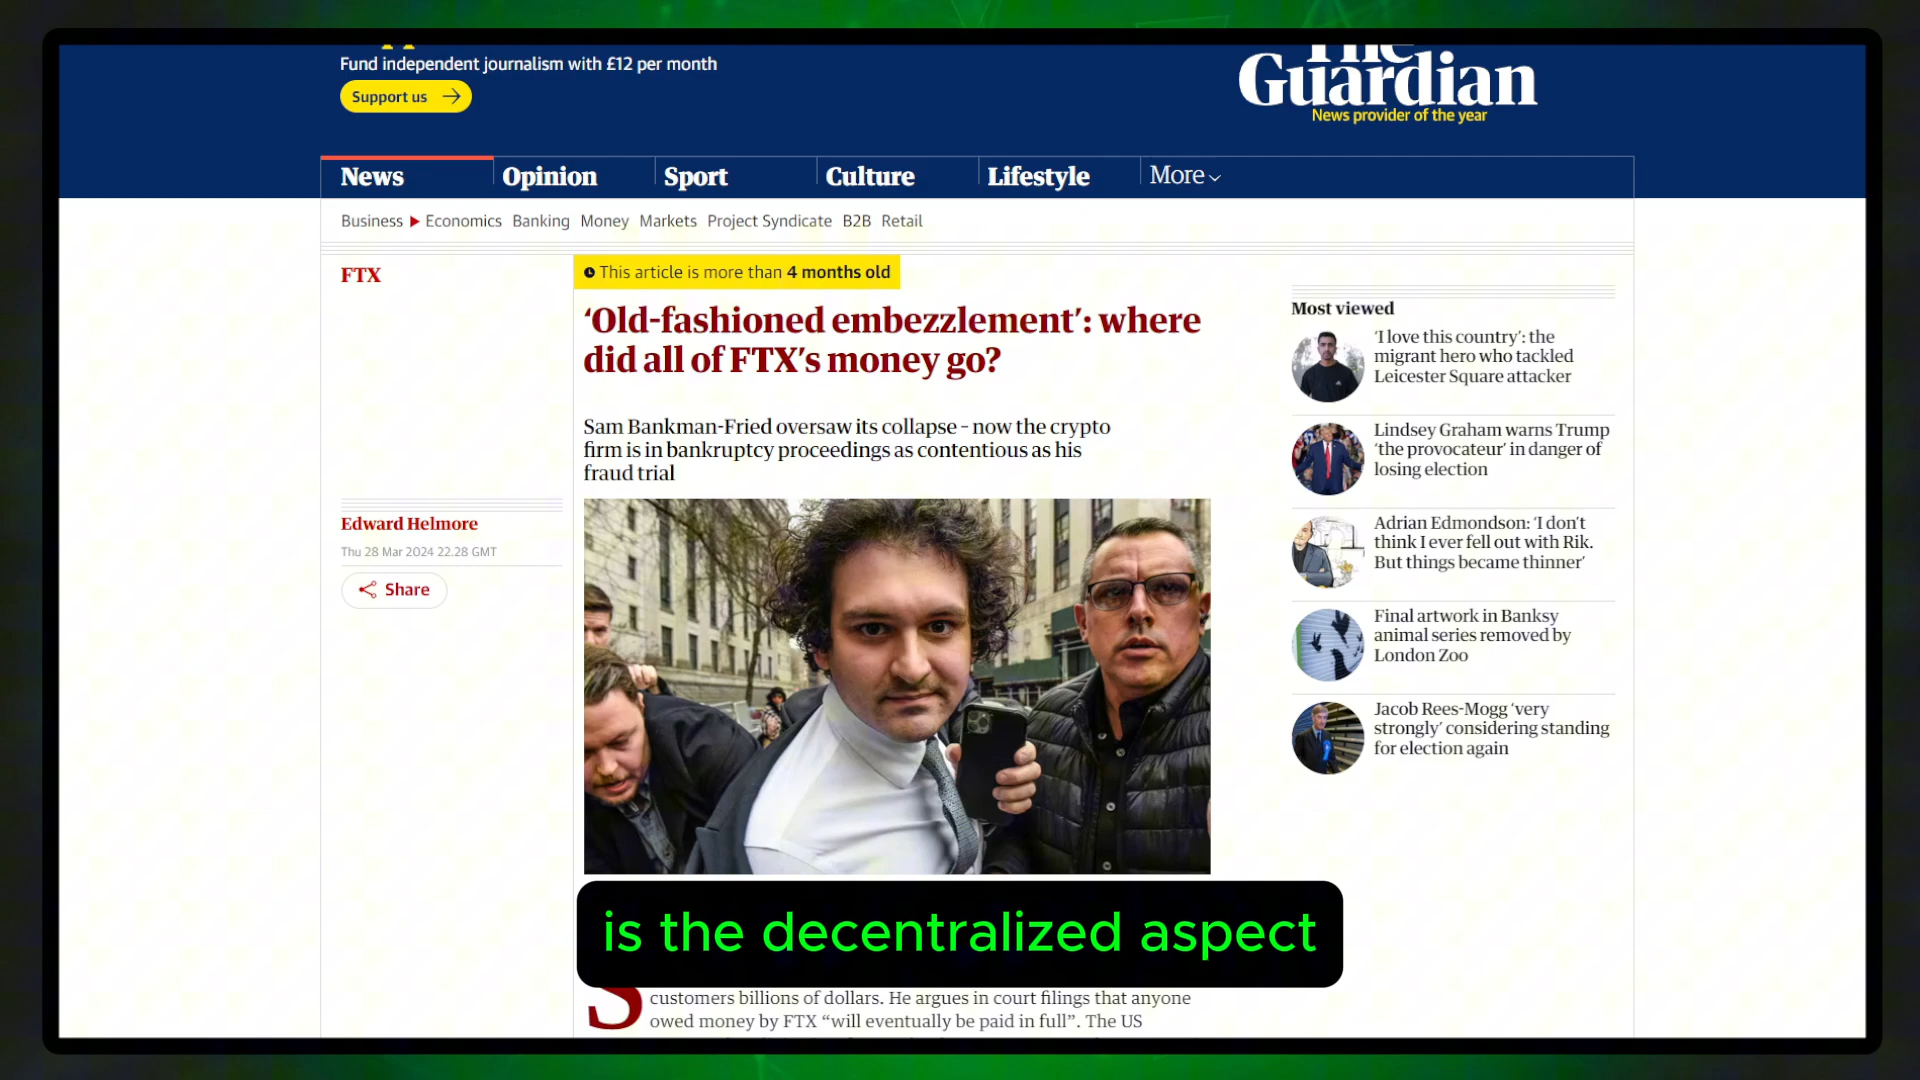 Fund independent journalism with £12 per month
Support us
The
Guardian
News provider of the year
News Opinion Sport Culture Lifestyle More
Business Economics Banking Money Markets Project Syndicate B2B Retail
FTX
This article is more than 4 months old
‘Old-fashioned embezzlement’: where
did all of FTX’s money go?
Sam Bankman-Fried oversaw its collapse – now the crypto
firm is in bankruptcy proceedings as contentious as his
fraud trial
Edward Helmore
Thu 28 Mar 2024 22.28 GMT
Share
Most viewed
‘I love this country’: the
migrant hero who tackled
Leicester Square attacker
Lindsey Graham warns Trump
‘the provocateur’ in danger of
losing election
Adrian Edmondson: ‘I don’t
think I ever fell out with Rik.
But things became thinner’
Final artwork in Banksy
animal series removed by
London Zoo
Jacob Rees-Mogg ‘very
strongly’ considering standing
for election again
is the decentralized aspect
S
customers billions of dollars. He argues in court filings that anyone
owed money by FTX “will eventually be paid in full”. The US